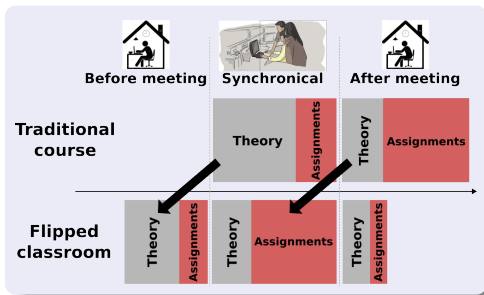 Before meeting
Synchronical
After meeting
Traditional
course
Theory
Assignments
Theory
Assignments
Flipped
classroom
Theory
Assignments
Theory
Assignments
Theory
Assignments